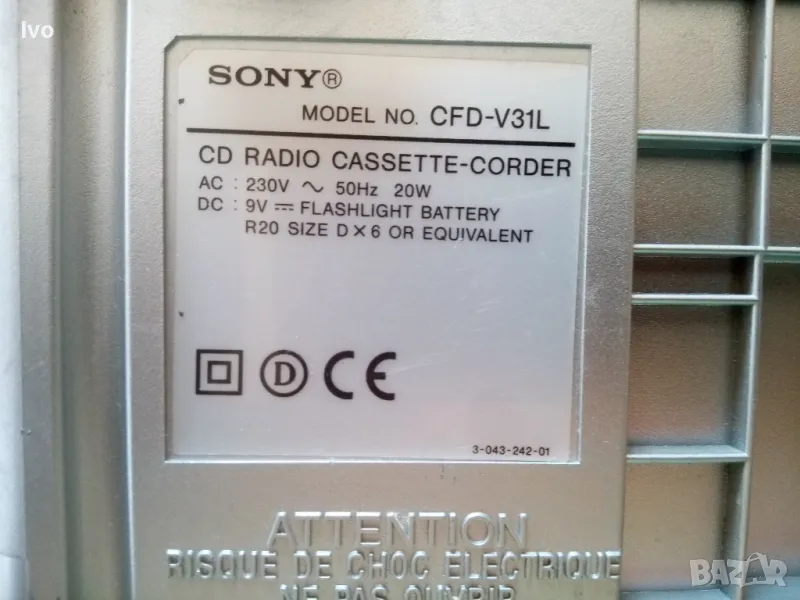 Ivo
SONY®
MODEL NO. CFD-V31L
CD RADIO CASSETTE-CORDER
AC : 230V ~ 50Hz 20W
DC : 9V ⎓ FLASHLIGHT BATTERY
R20 SIZE D×6 OR EQUIVALENT
D CE
3-043-242-01
ATTENTION
RISQUE DE CHOC ELECTRIQUE
NE PAS OUVRIR
BAZAR